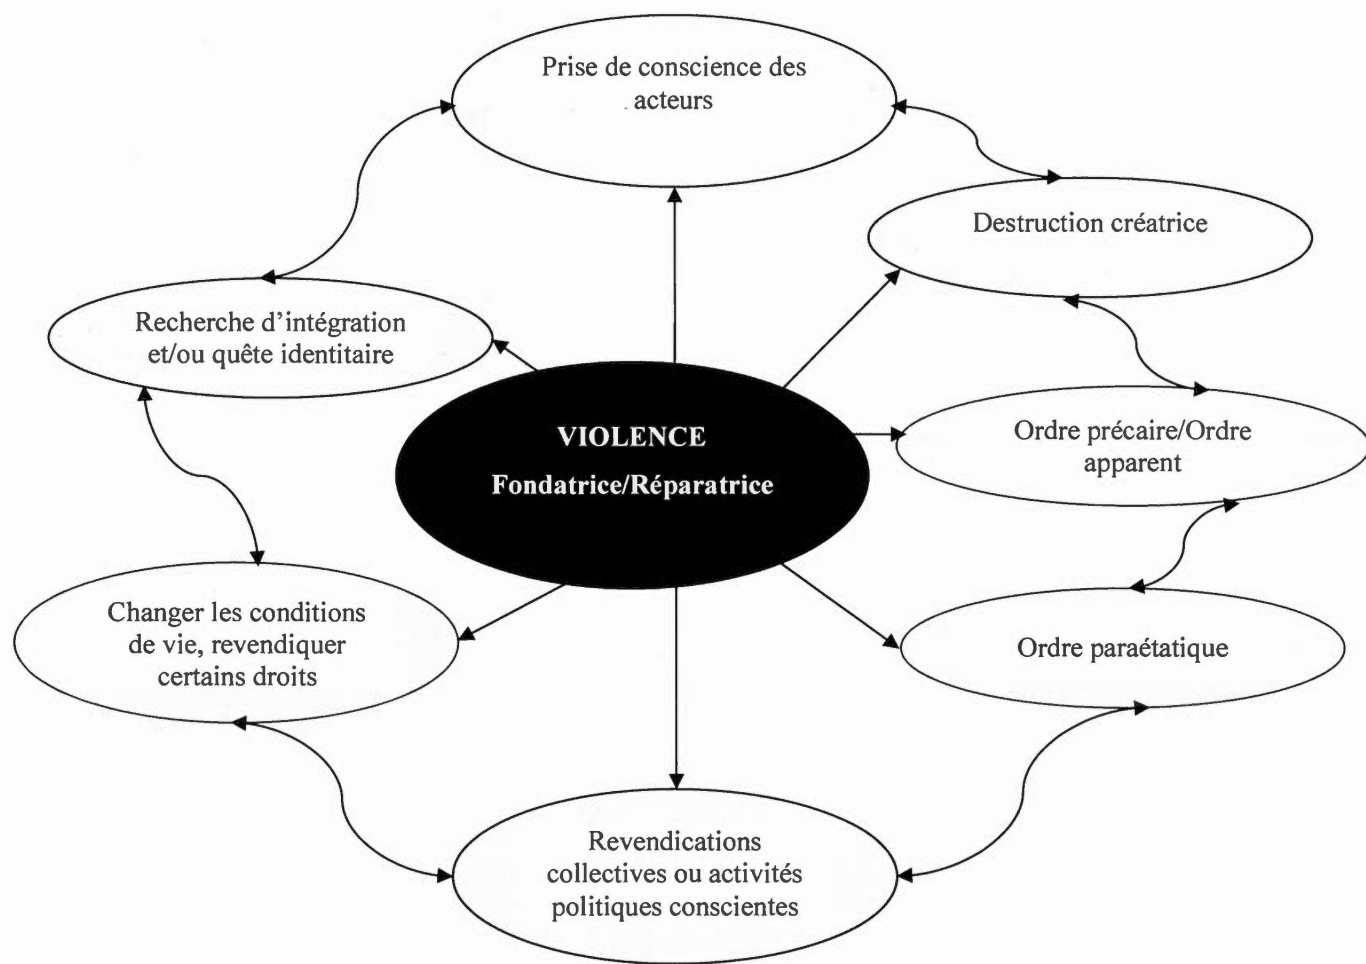 Prise de conscience des
acteurs
Destruction créatrice
Recherche d’intégration
et/ou quête identitaire
VIOLENCE
Fondatrice/Réparatrice
Ordre précaire/Ordre
apparent
Changer les conditions
de vie, revendiquer
certains droits
Ordre paraétatique
Revendications
collectives ou activités
politiques conscientes